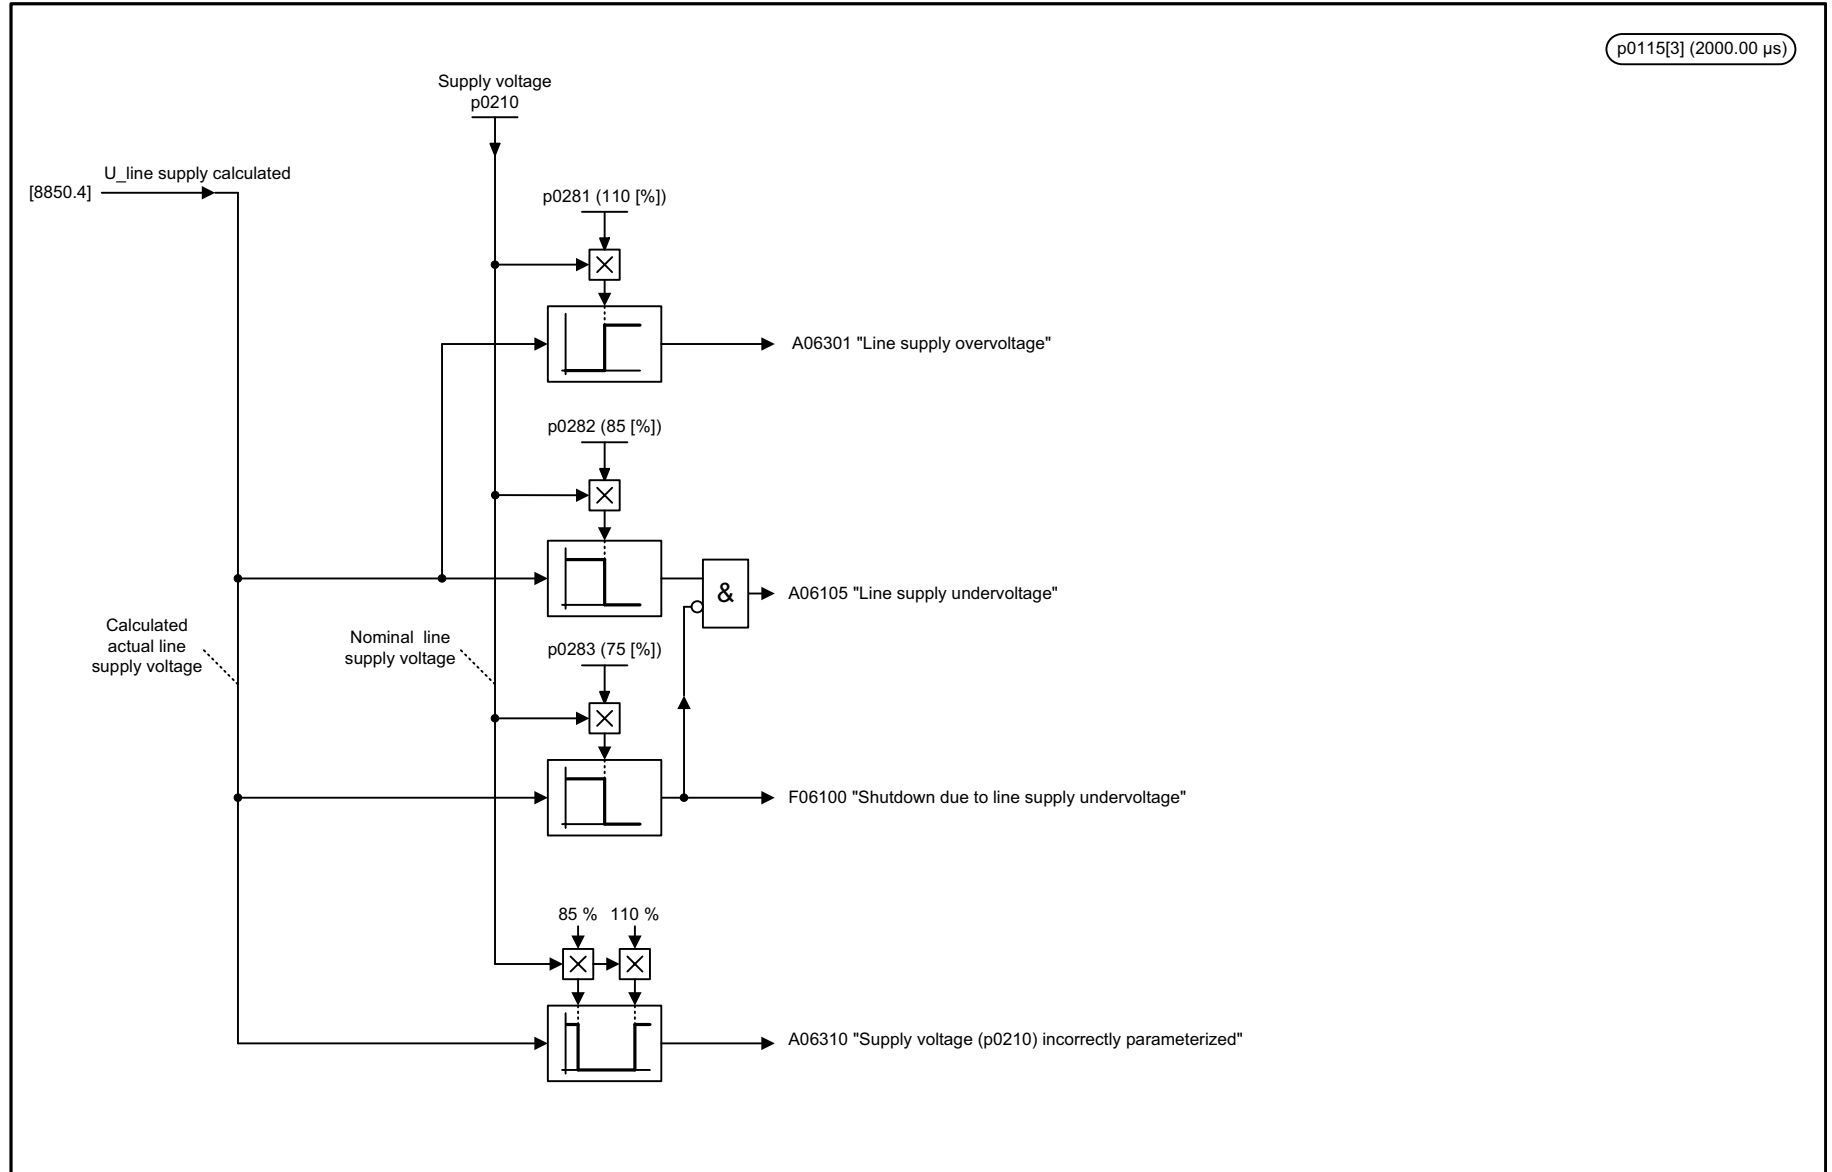 p0115[3] (2000.00 µs)
Supply voltage
p0210
U_line supply calculated
[8850.4]
p0281 (110 [%])
A06301 "Line supply overvoltage"
p0282 (85 [%])
&
A06105 "Line supply undervoltage"
Calculated
actual line
supply voltage
Nominal line
supply voltage
p0283 (75 [%])
F06100 "Shutdown due to line supply undervoltage"
85 % 110 %
A06310 "Supply voltage (p0210) incorrectly parameterized"